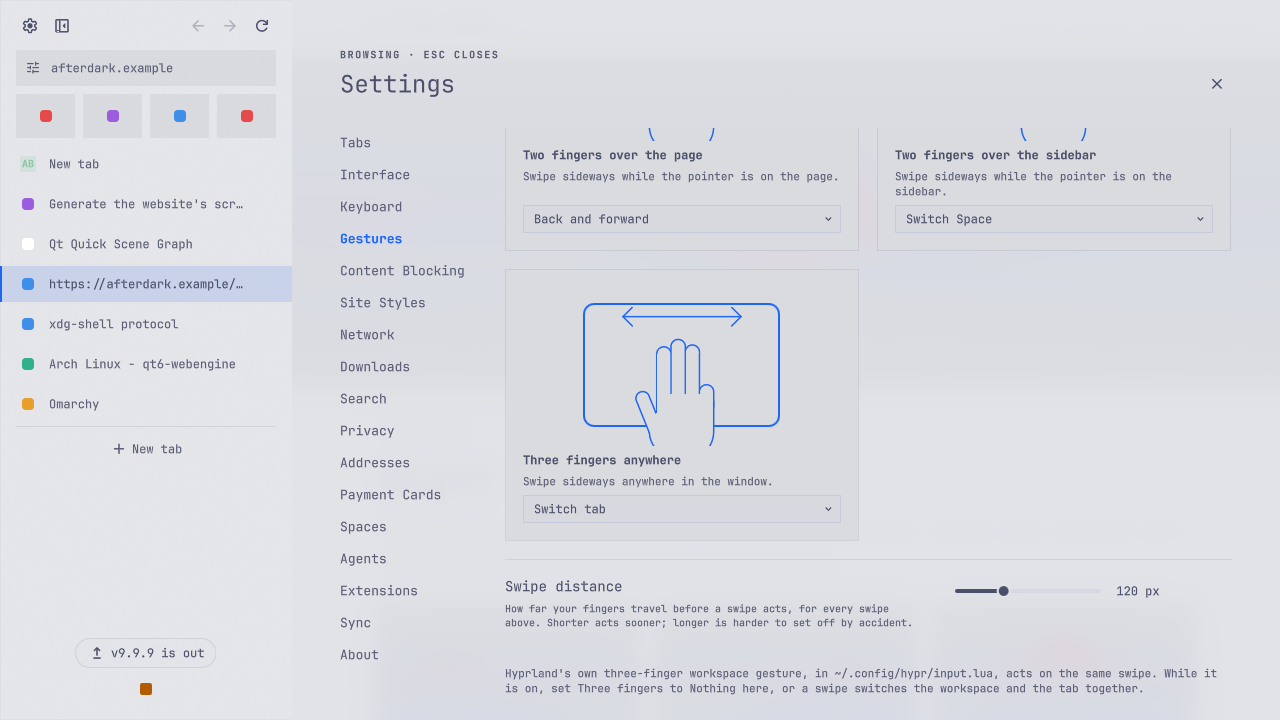 afterdark.example
AB New tab
Generate the website's scr…
Qt Quick Scene Graph
https://afterdark.example/…
xdg-shell protocol
Arch Linux - qt6-webengine
Omarchy
New tab
v9.9.9 is out
BROWSING · ESC CLOSES
Settings
Tabs
Interface
Keyboard
Gestures
Content Blocking
Site Styles
Network
Downloads
Search
Privacy
Addresses
Payment Cards
Spaces
Agents
Extensions
Sync
About
Two fingers over the page
Swipe sideways while the pointer is on the page.
Back and forward
Two fingers over the sidebar
Swipe sideways while the pointer is on the
sidebar.
Switch Space
Three fingers anywhere
Swipe sideways anywhere in the window.
Switch tab
Swipe distance
How far your fingers travel before a swipe acts, for every swipe
above. Shorter acts sooner; longer is harder to set off by accident.
120 px
Hyprland's own three-finger workspace gesture, in ~/.config/hypr/input.lua, acts on the same swipe. While it
is on, set Three fingers to Nothing here, or a swipe switches the workspace and the tab together.